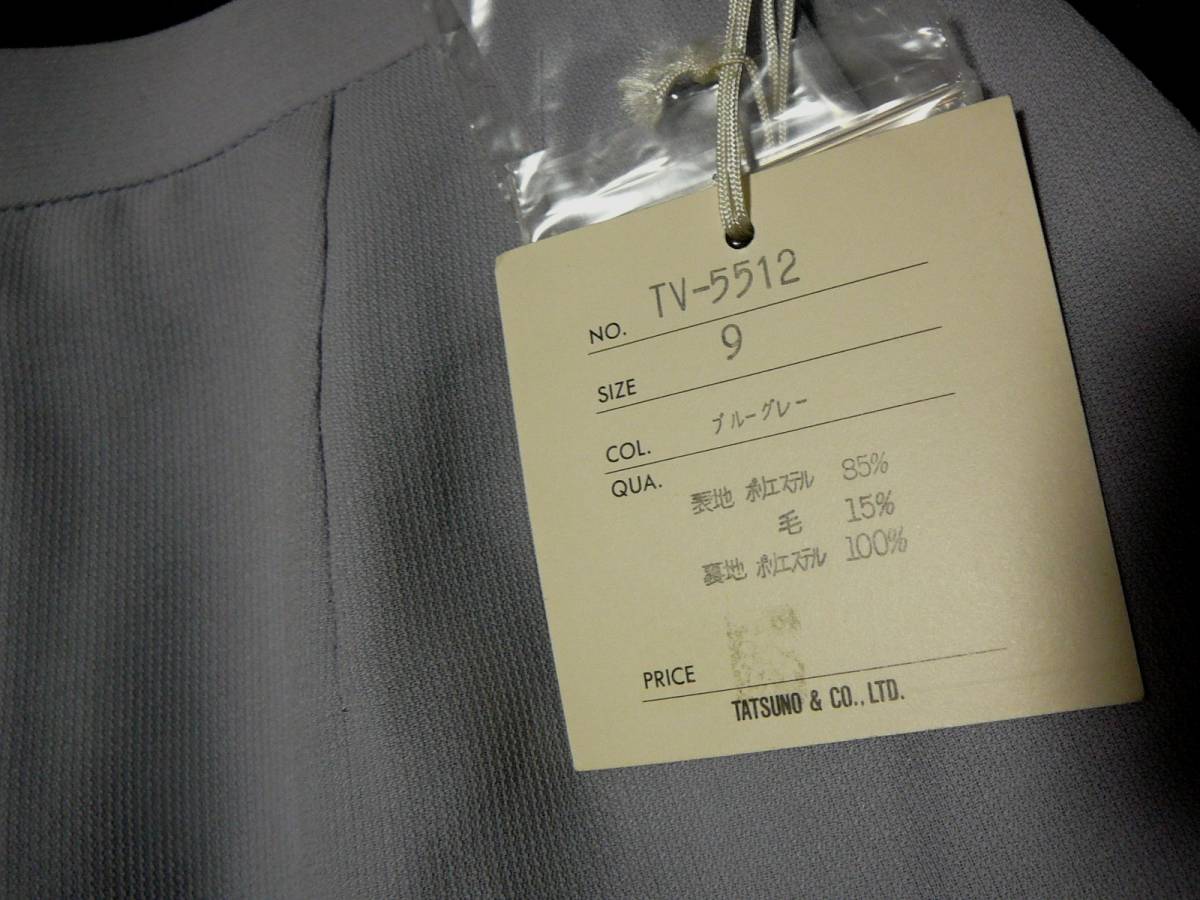 NO. TV-5512
SIZE 9
COL. ブルーグレー
QUA. 表地 ポリエステル 85%
毛 15%
裏地 ポリエステル 100%
PRICE
TATSUNO & CO., LTD.